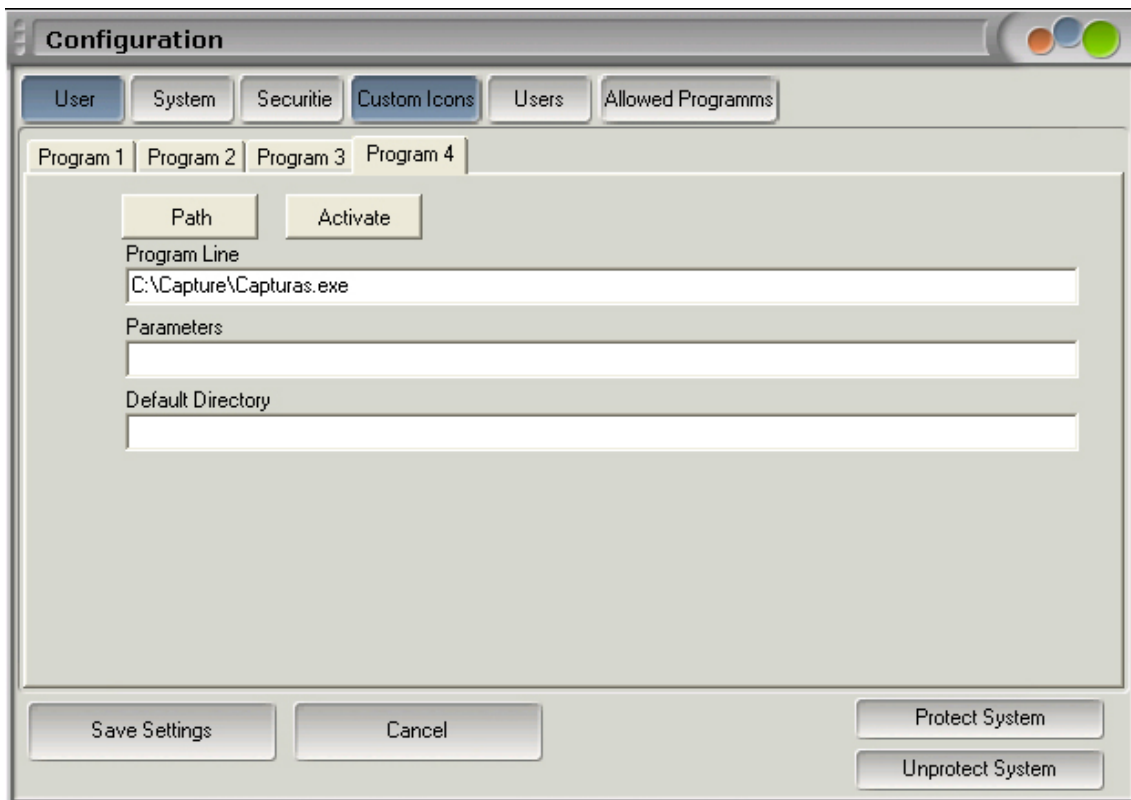 Configuration
User System Securitie Custom Icons Users Allowed Programms
Program 1 Program 2 Program 3 Program 4
Path Activate
Program Line
C:\Capture\Capturas.exe
Parameters
Default Directory
Save Settings Cancel Protect System
Unprotect System